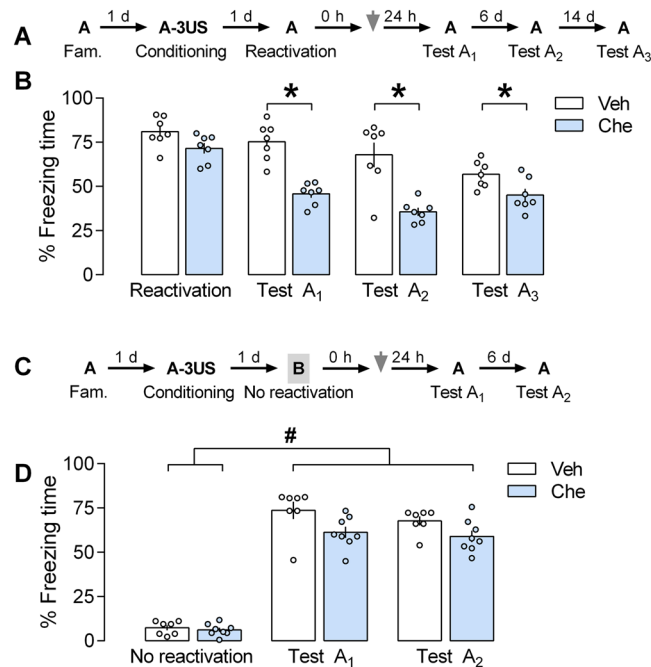 A
1 d 1 d 0 h 24 h 6 d 14 d
A A-3US A A A A
Fam. Conditioning Reactivation Test A1 Test A2 Test A3
B
% Freezing time
100
75
50
25
0
* * *
Veh
Che
Reactivation Test A1 Test A2 Test A3
C
1 d 1 d 0 h 24 h 6 d
A A-3US B A A
Fam. Conditioning No reactivation Test A1 Test A2
D
% Freezing time
100
75
50
25
0
#
Veh
Che
No reactivation Test A1 Test A2